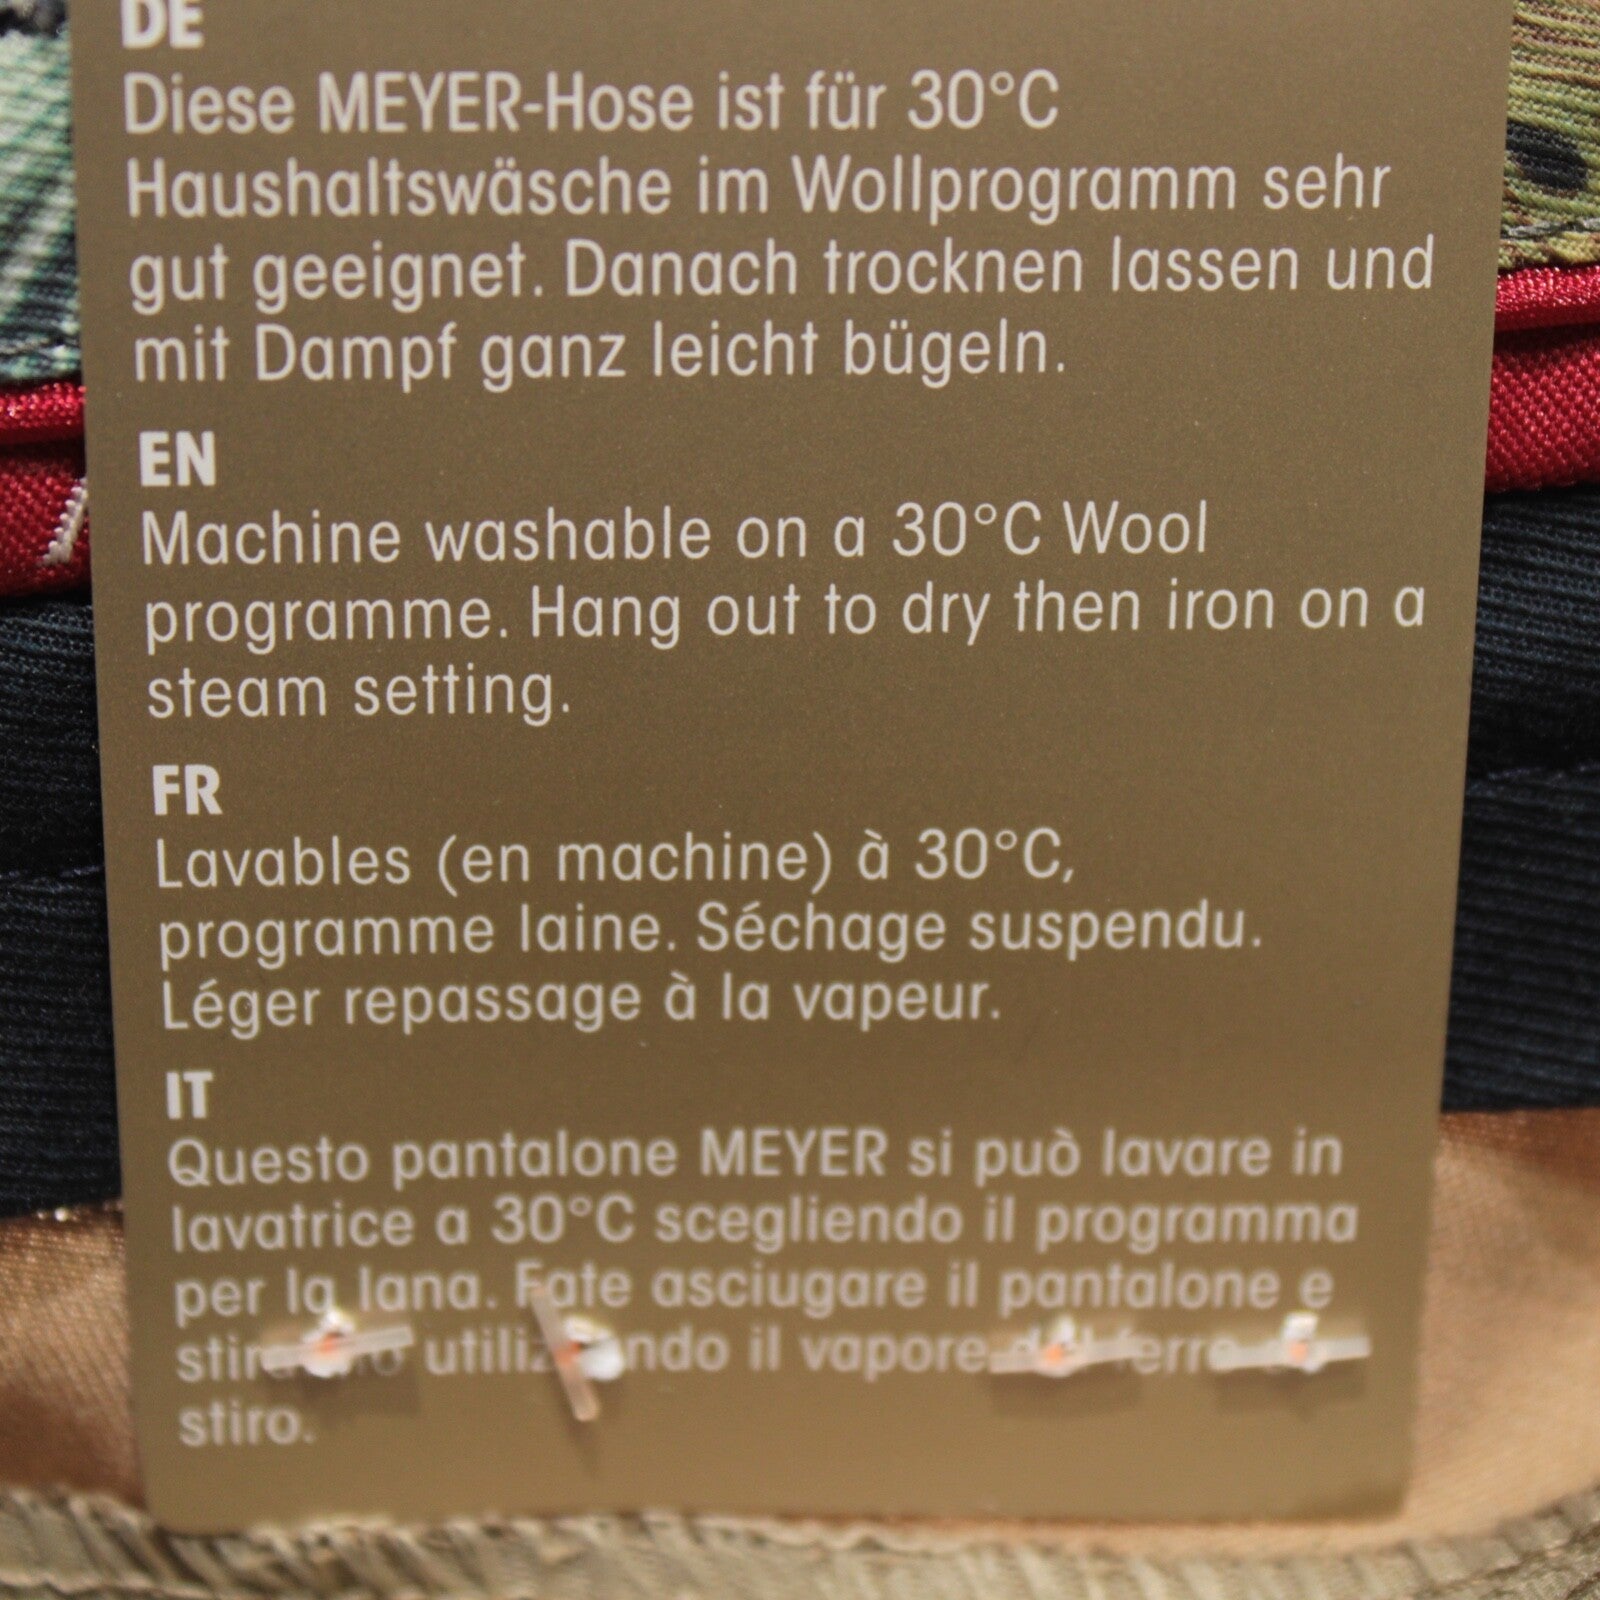 DE
Diese MEYER-Hose ist für 30°C
Haushaltswäsche im Wollprogramm sehr
gut geeignet. Danach trocknen lassen und
mit Dampf ganz leicht bügeln.
EN
Machine washable on a 30°C Wool
programme. Hang out to dry then iron on a
steam setting.
FR
Lavables (en machine) à 30°C,
programme laine. Séchage suspendu.
Léger repassage à la vapeur.
IT
Questo pantalone MEYER si può lavare in
lavatrice a 30°C scegliendo il programma
per la lana. Fate asciugare il pantalone e
utilizzando il vapore
stiro.